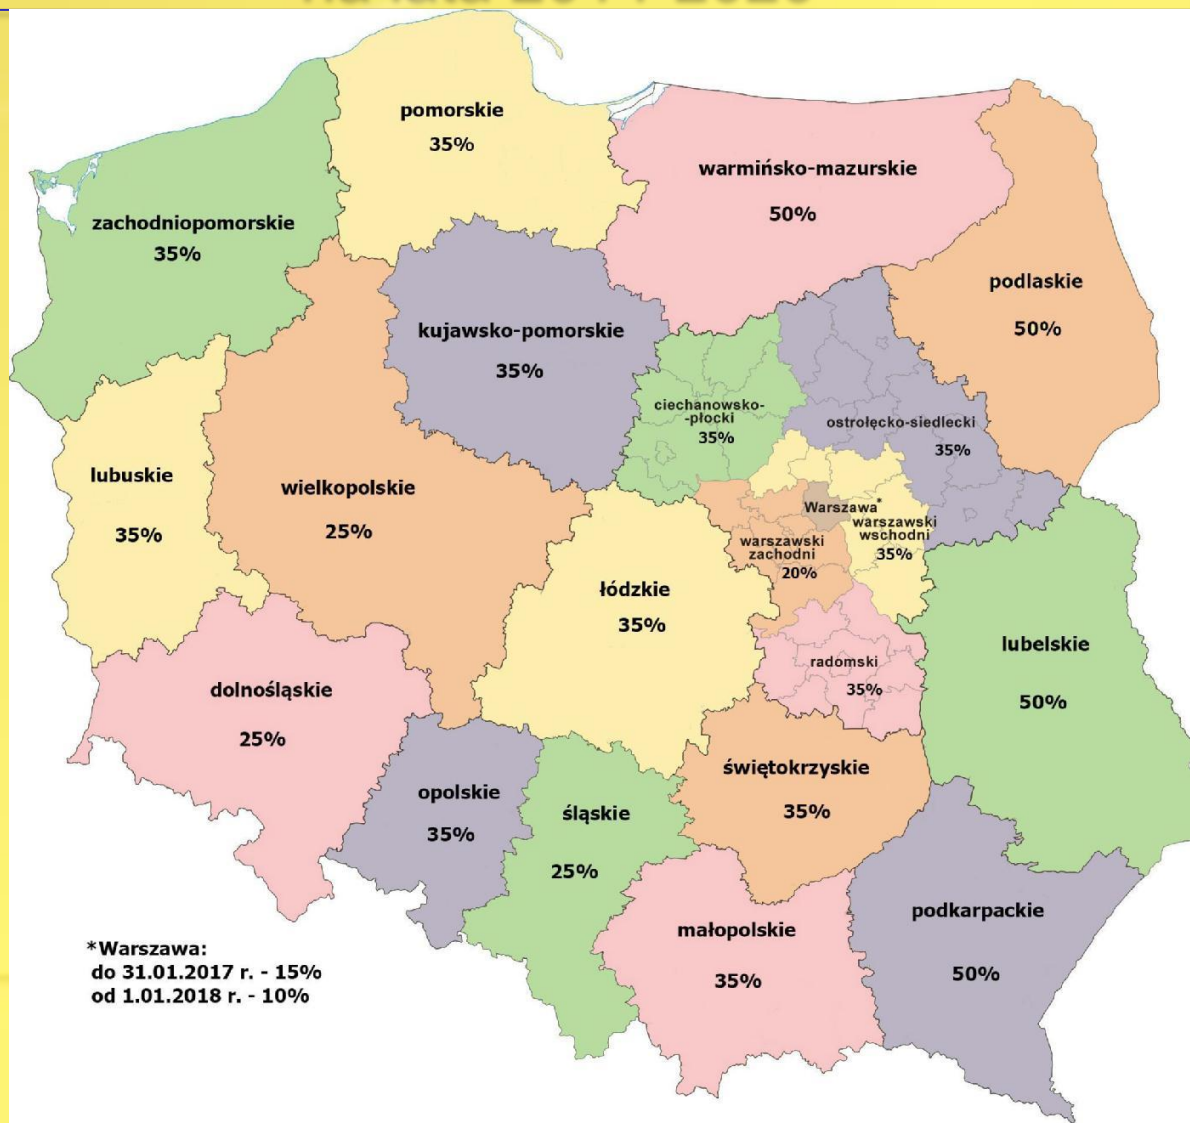 pomorskie
35%
warmińsko-mazurskie
50%
zachodniopomorskie
35%
podlaskie
50%
kujawsko-pomorskie
35%
ciechanowsko-
-płocki
35%
ostrołęcko-siedlecki
35%
lubuskie
35%
wielkopolskie
25%
Warszawa*
warszawski
wschodni
35%
warszawski
zachodni
20%
łódzkie
35%
radomski
35%
lubelskie
50%
dolnośląskie
25%
świętokrzyskie
35%
opolskie
35%
śląskie
25%
małopolskie
35%
podkarpackie
50%
*Warszawa:
do 31.01.2017 r. - 15%
od 1.01.2018 r. - 10%